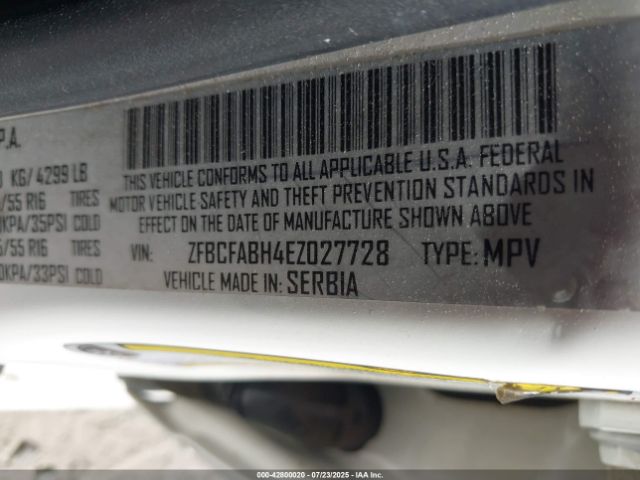 P.A.
KG/ 4299 LB
/55 R16 TIRES
KPA/35PSI COLD
/55 R16 TIRES
KPA/33PSI COLD
THIS VEHICLE CONFORMS TO ALL APPLICABLE U.S.A. FEDERAL
MOTOR VEHICLE SAFETY AND THEFT PREVENTION STANDARDS IN
EFFECT ON THE DATE OF MANUFACTURE SHOWN ABOVE.
VIN: ZFBCFABH4EZ027728 TYPE: MPV
VEHICLE MADE IN: SERBIA
000-42800020 - 07/23/2025 - IAA Inc.